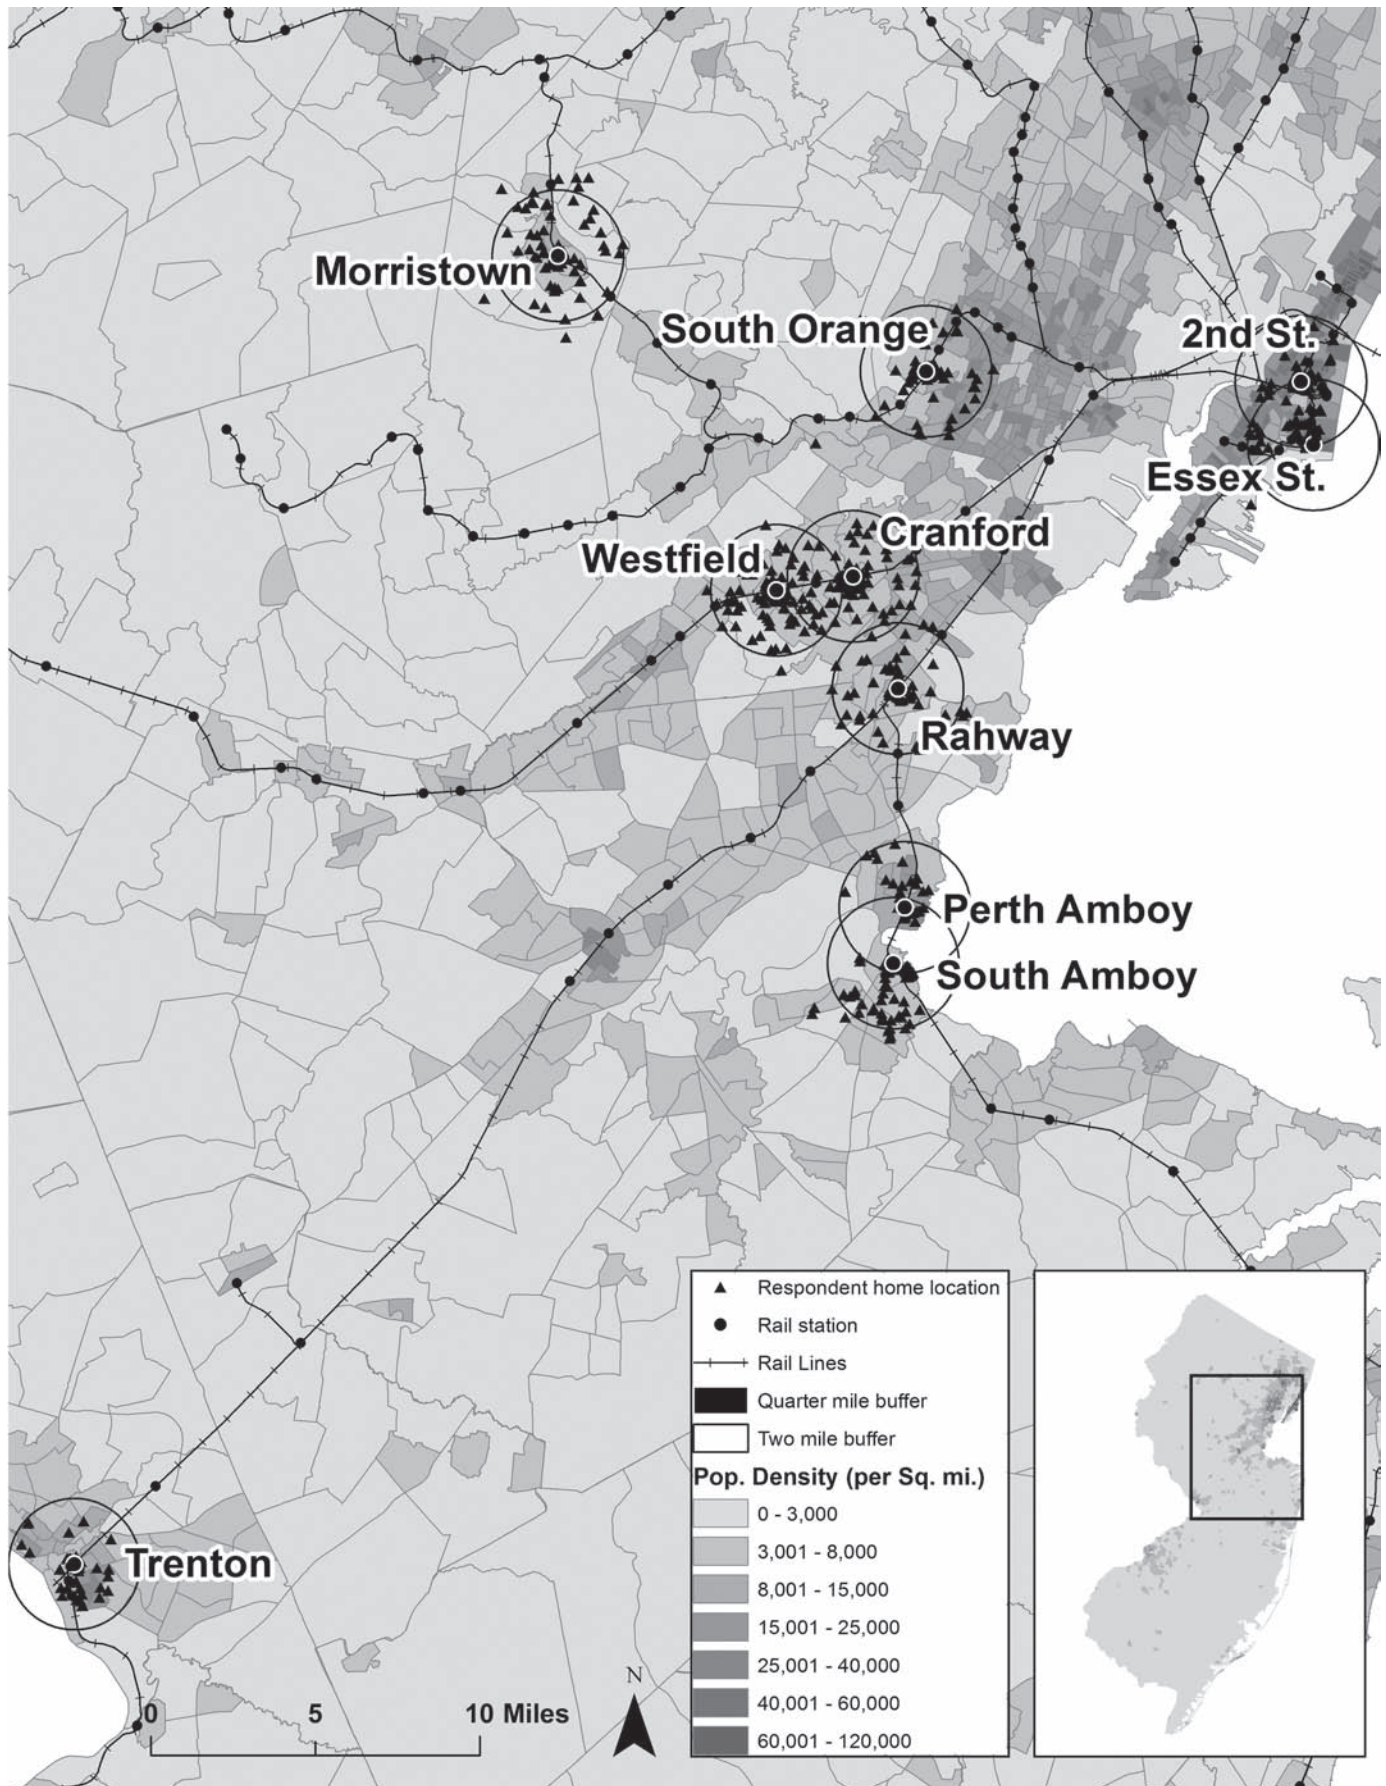 Morristown
South Orange
2nd St.
Essex St.
Cranford
Westfield
Rahway
Perth Amboy
South Amboy
Trenton
0 5 10 Miles
N
Respondent home location
Rail station
Rail Lines
Quarter mile buffer
Two mile buffer
Pop. Density (per Sq. mi.)
0 - 3,000
3,001 - 8,000
8,001 - 15,000
15,001 - 25,000
25,001 - 40,000
40,001 - 60,000
60,001 - 120,000